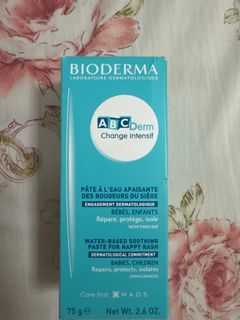 BIODERMA
LABORATOIRE DERMATOLOGIQUE
ABCDerm
Change intensif
PÂTE À L'EAU APAISANTE
DES ROUGEURS DU SIÈGE
ENGAGEMENT DERMATOLOGIQUE
BÉBÉS, ENFANTS
Répare, protège, isole
NON PARFUMÉ
WATER-BASED SOOTHING
PASTE FOR NAPPY RASH
DERMATOLOGICAL COMMITMENT
BABIES, CHILDREN
Repairs, protects, isolates
Care first NAOS
75 g Net Wt. 2.6 OZ.